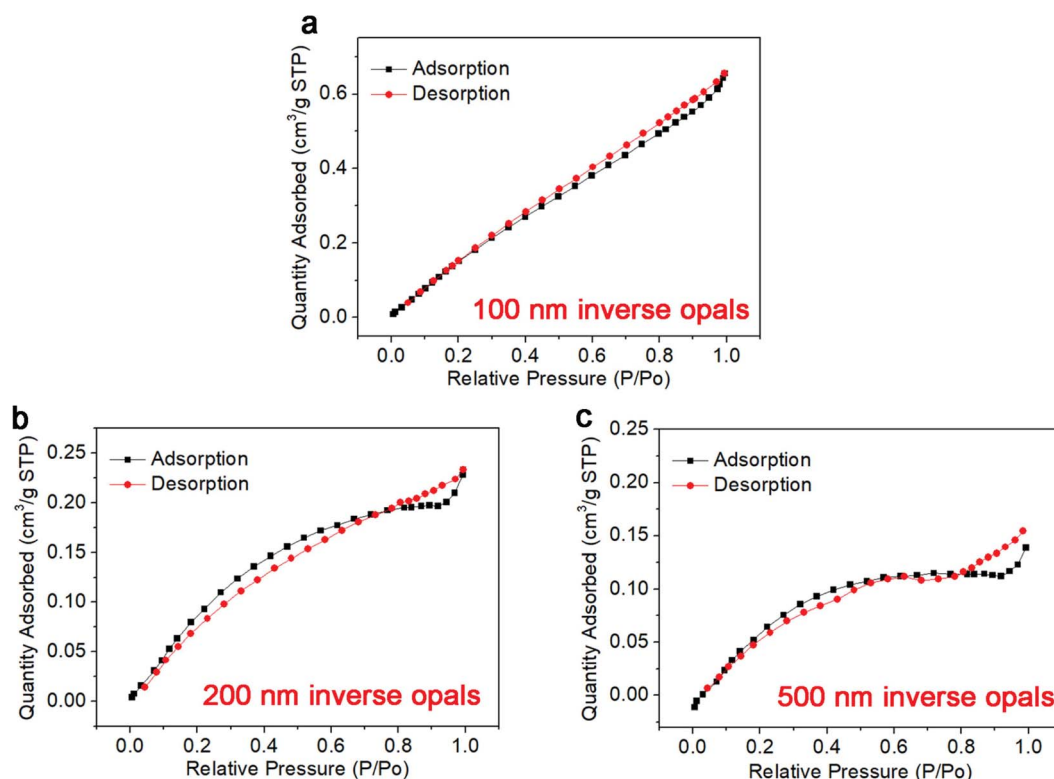 a
Adsorption
Desorption
Quantity Adsorbed (cm³/g STP)
0.6
0.4
0.2
0.0
100 nm inverse opals
0.0 0.2 0.4 0.6 0.8 1.0
Relative Pressure (P/Po)
b
Adsorption
Desorption
Quantity Adsorbed (cm³/g STP)
0.25
0.20
0.15
0.10
0.05
0.00
200 nm inverse opals
0.0 0.2 0.4 0.6 0.8 1.0
Relative Pressure (P/Po)
c
Adsorption
Desorption
Quantity Adsorbed (cm³/g STP)
0.25
0.20
0.15
0.10
0.05
0.00
500 nm inverse opals
0.0 0.2 0.4 0.6 0.8 1.0
Relative Pressure (P/Po)